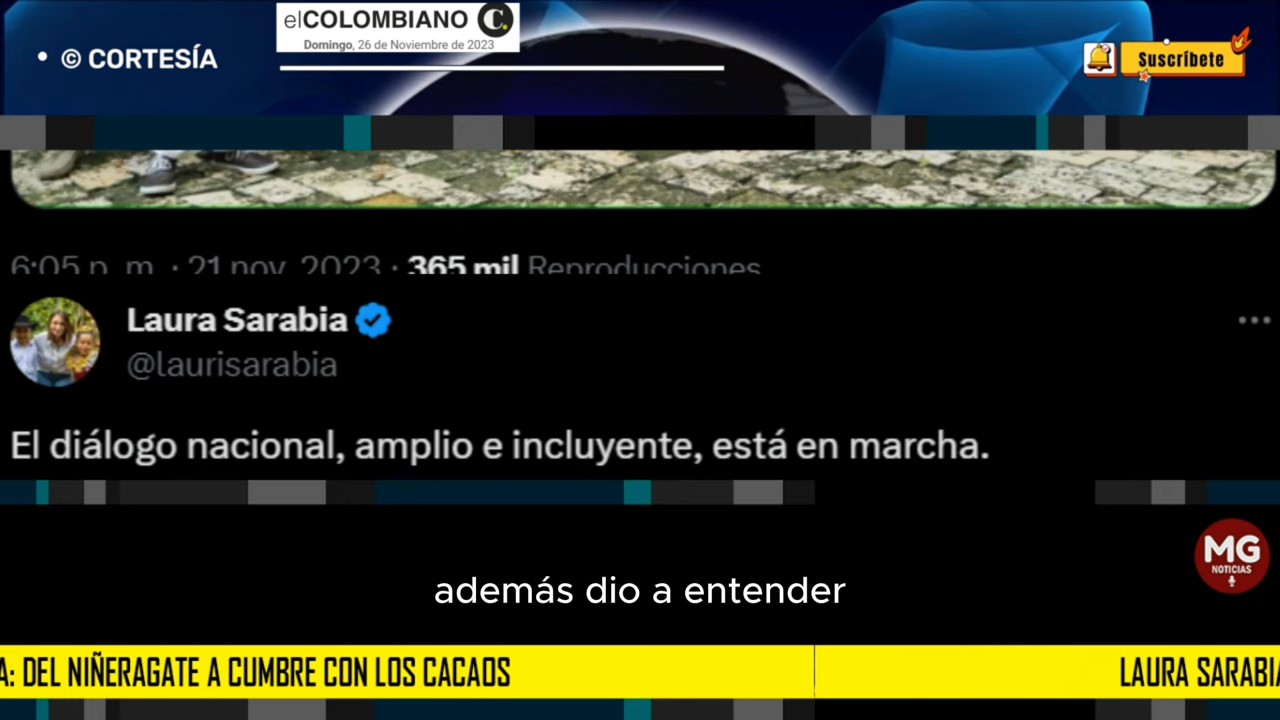 elCOLOMBIANO C.
Domingo, 26 de Noviembre de 2023
• © CORTESÍA
Suscríbete
6:05 p. m. · 21 nov. 2023 · 365 mil Reproducciones
Laura Sarabia
@laurisarabia
El diálogo nacional, amplio e incluyente, está en marcha.
MG
NOTICIAS
además dio a entender
A: DEL NIÑERAGATE A CUMBRE CON LOS CACAOS
LAURA SARABIA